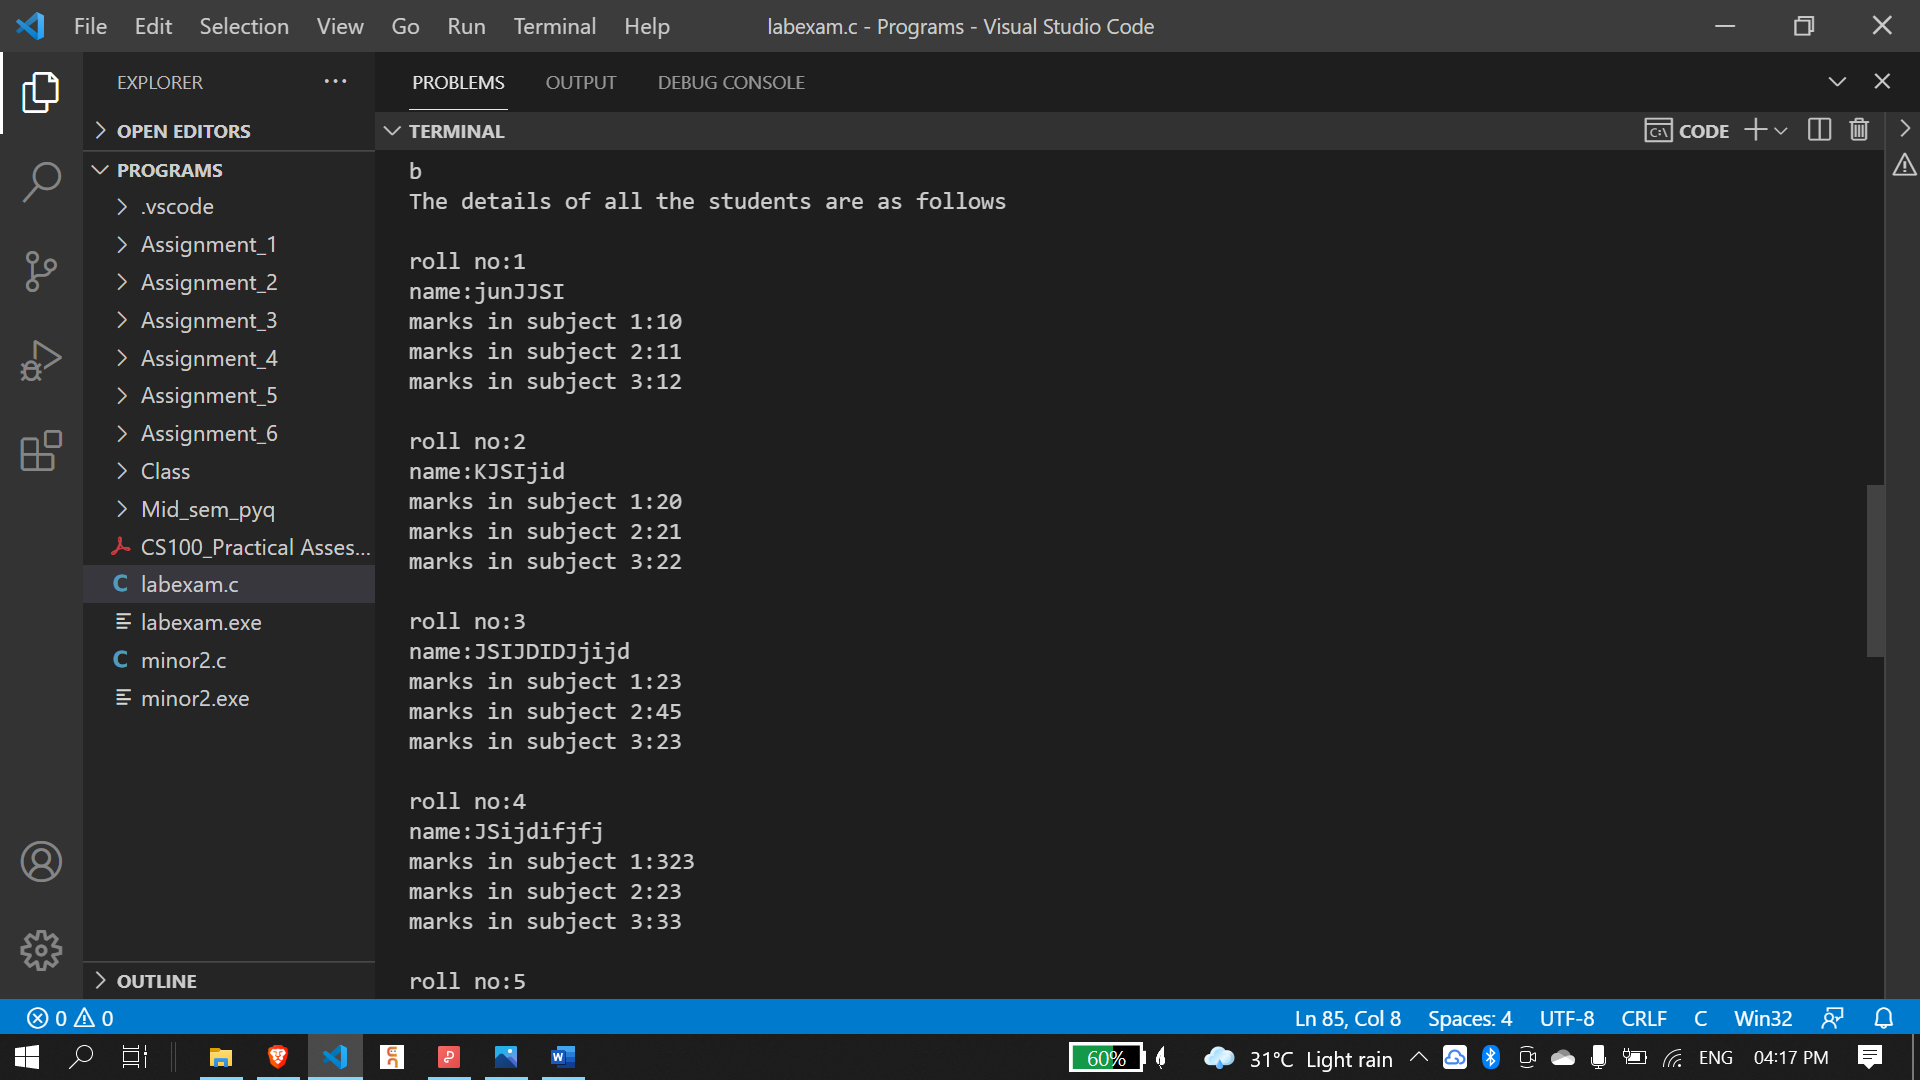 File Edit Selection View Go Run Terminal Help labexam.c - Programs - Visual Studio Code
EXPLORER ...
PROBLEMS OUTPUT DEBUG CONSOLE
OPEN EDITORS
PROGRAMS
.vscode
Assignment_1
Assignment_2
Assignment_3
Assignment_4
Assignment_5
Assignment_6
Class
Mid_sem_pyq
CS100_Practical Asses...
C labexam.c
labexam.exe
C minor2.c
minor2.exe
OUTLINE
TERMINAL
CODE
b
The details of all the students are as follows
roll no:1
name:junJJSI
marks in subject 1:10
marks in subject 2:11
marks in subject 3:12
roll no:2
name:KJSIjid
marks in subject 1:20
marks in subject 2:21
marks in subject 3:22
roll no:3
name:JSIJDIDJjijd
marks in subject 1:23
marks in subject 2:45
marks in subject 3:23
roll no:4
name:JSijdifjfj
marks in subject 1:323
marks in subject 2:23
marks in subject 3:33
roll no:5
0 0
Ln 85, Col 8 Spaces: 4 UTF-8 CRLF C Win32
60% 31°C Light rain ENG 04:17 PM